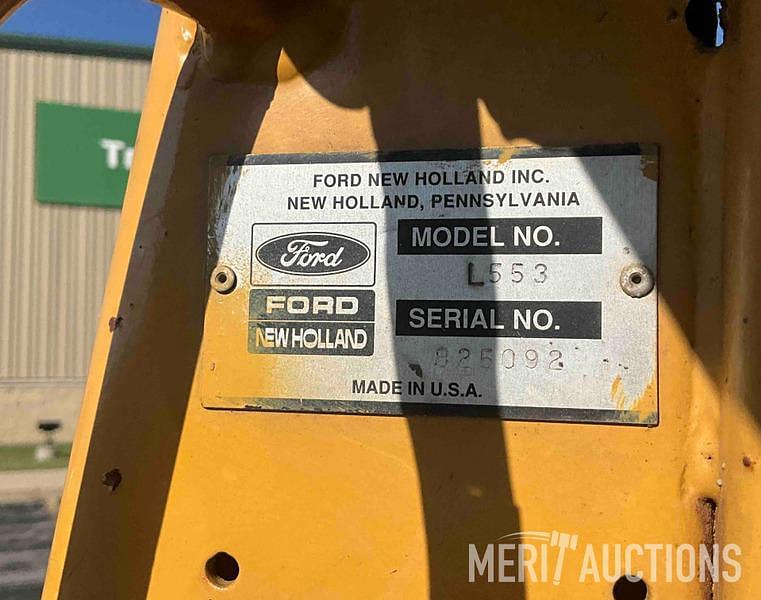 Tr
FORD NEW HOLLAND INC.
NEW HOLLAND, PENNSYLVANIA
Ford
FORD
NEW HOLLAND
MODEL NO.
L553
SERIAL NO.
825092
MADE IN U.S.A.
MERIT AUCTIONS